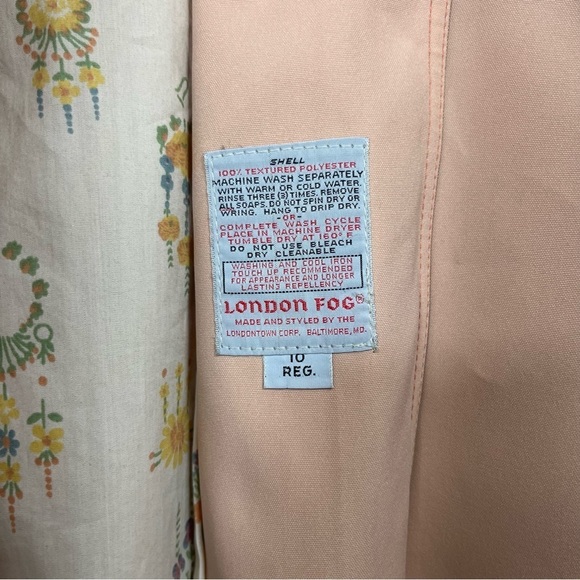 SHELL
100% TEXTURED POLYESTER
MACHINE WASH SEPARATELY
WITH WARM OR COLD WATER.
RINSE THREE (3) TIMES. REMOVE
ALL SOAPS. DO NOT SPIN DRY OR
WRING. HANG TO DRIP DRY.
-OR-
COMPLETE WASH CYCLE
PLACE IN MACHINE DRYER
TUMBLE DRY AT 160° F
DO NOT USE BLEACH
DRY CLEANABLE
WASHING AND COOL IRON
TOUCH UP RECOMMENDED
FOR APPEARANCE AND LONGER
LASTING REPELLENCY
LONDON FOG®
MADE AND STYLED BY THE
LONDONTOWN CORP. BALTIMORE, MD.
10
REG.